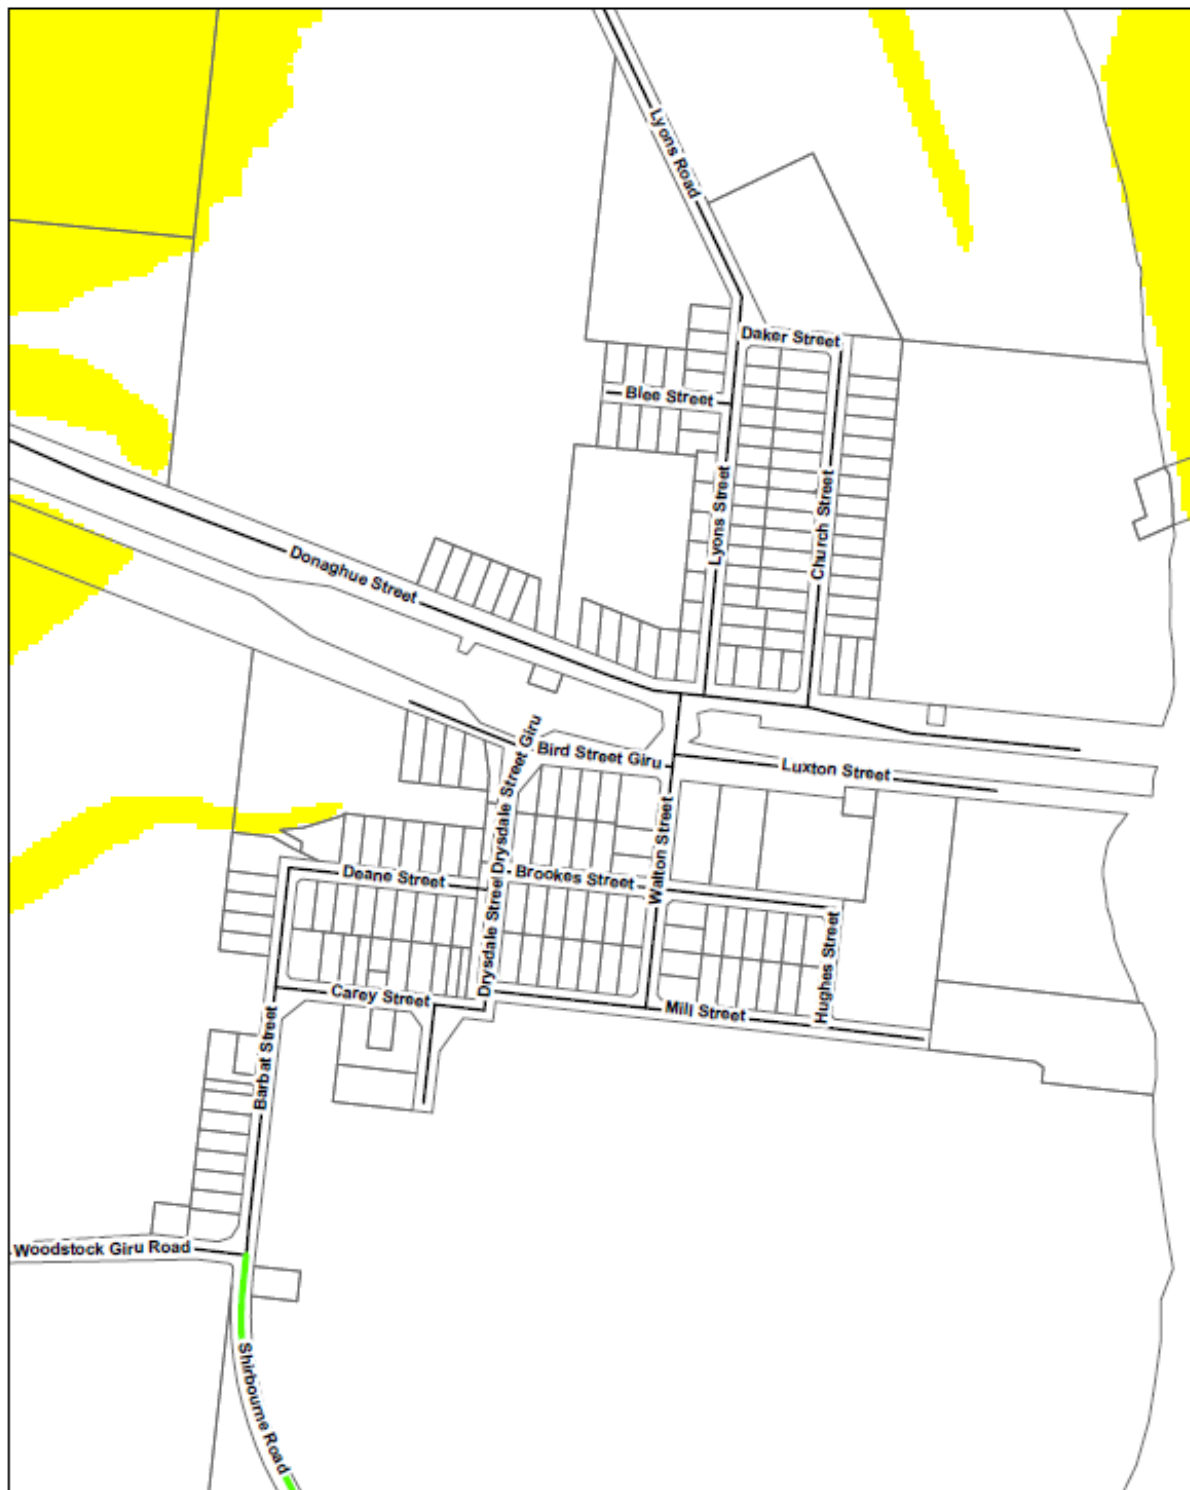 Lyons Road
Daker Street
Blee Street
Lyons Street
Church Street
Donaghue Street
Drysdale Street Giru
Bird Street Giru
Luxton Street
Walton Street
Deane Street
Brookes Street
Drysdale Street
Hughes Street
Carey Street
Mill Street
Barbat Street
Woodstock Giru Road
Shirbourne Road